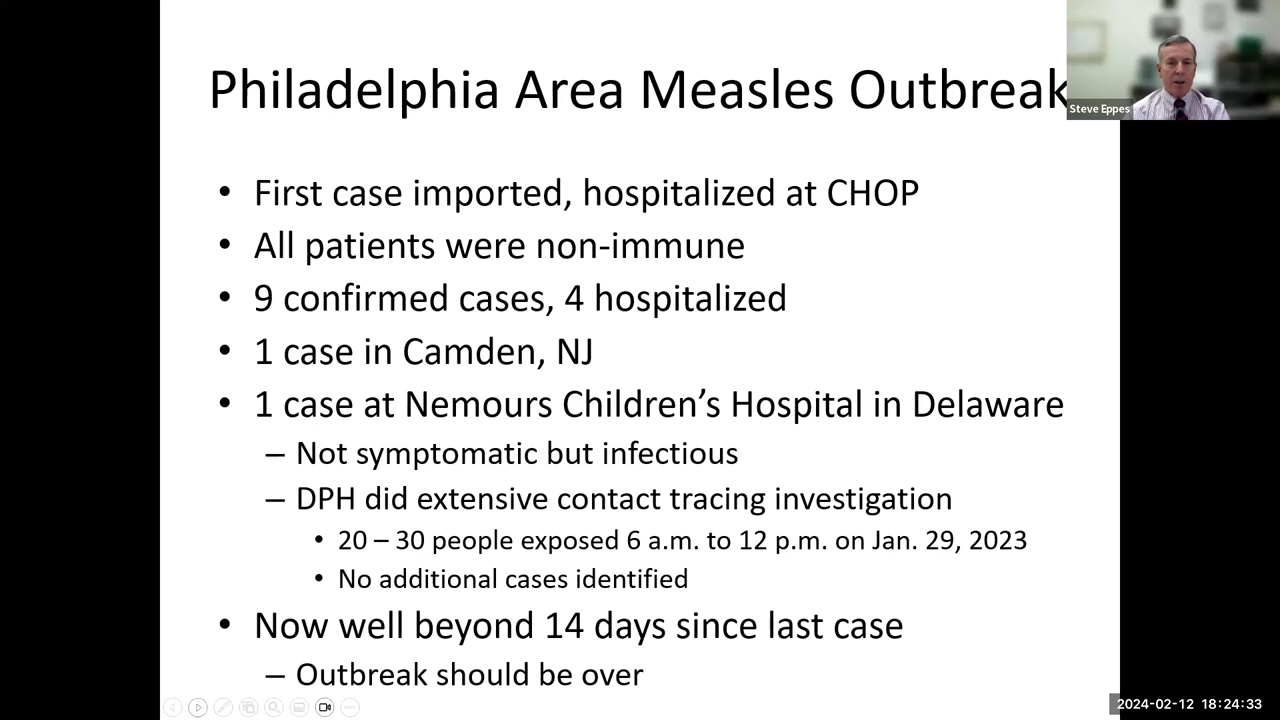 Philadelphia Area Measles Outbreak
Steve Eppes
• First case imported, hospitalized at CHOP
• All patients were non-immune
• 9 confirmed cases, 4 hospitalized
• 1 case in Camden, NJ
• 1 case at Nemours Children’s Hospital in Delaware
– Not symptomatic but infectious
– DPH did extensive contact tracing investigation
• 20 – 30 people exposed 6 a.m. to 12 p.m. on Jan. 29, 2023
• No additional cases identified
• Now well beyond 14 days since last case
– Outbreak should be over
2024-02-12 18:24:33